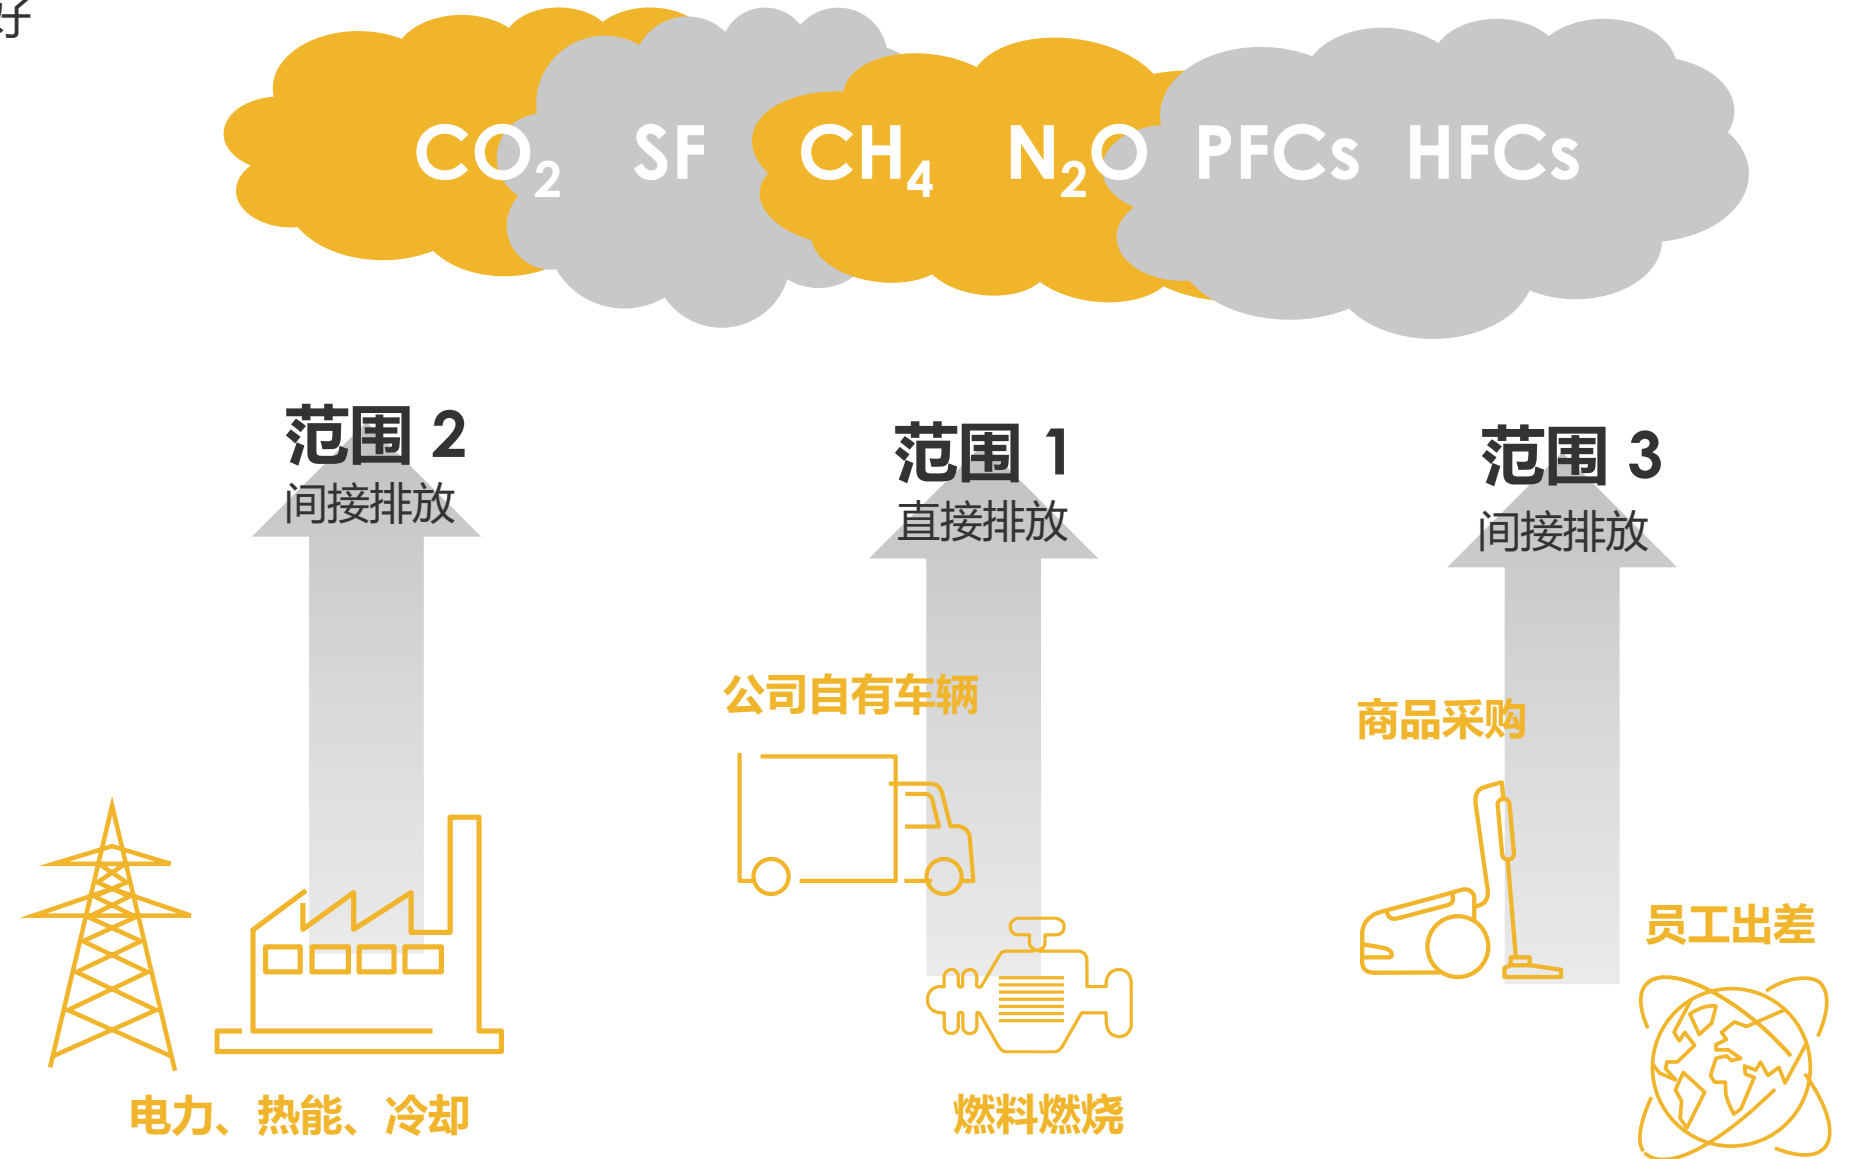 好
CO₂ SF CH₄ N₂O PFCs HFCs
范围 2
间接排放
范围 1
直接排放
范围 3
间接排放
公司自有车辆
商品采购
员工出差
电力、热能、冷却
燃料燃烧